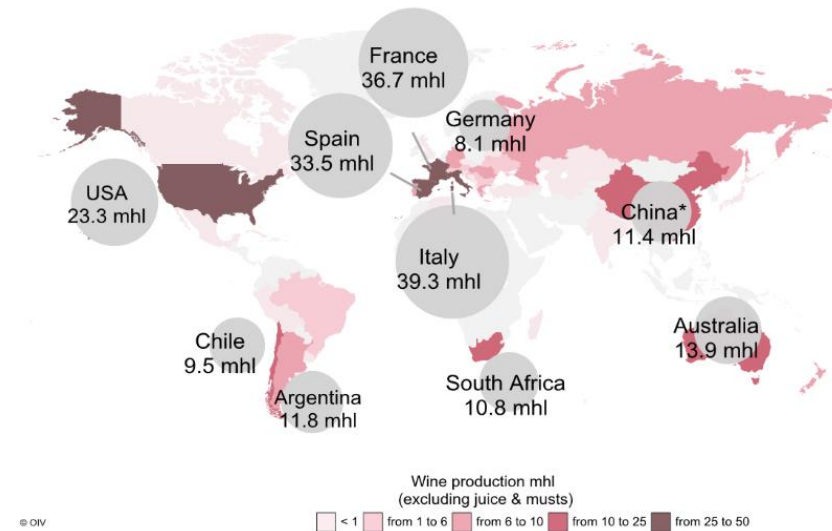 France
36.7 mhl
Germany
8.1 mhl
Spain
33.5 mhl
USA
23.3 mhl
China*
11.4 mhl
Italy
39.3 mhl
Australia
13.9 mhl
Chile
9.5 mhl
South Africa
10.8 mhl
Argentina
11.8 mhl
Wine production mhl
(excluding juice & musts)
© OIV
< 1 from 1 to 6 from 6 to 10 from 10 to 25 from 25 to 50